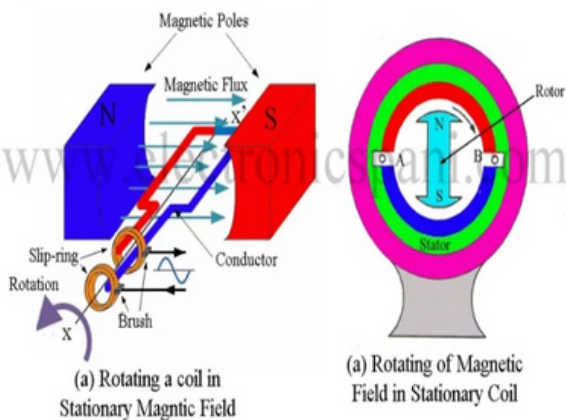 Magnetic Poles
Magnetic Flux
N
X'
S
www.electronicspani.com
Slip-ring
Conductor
Rotation
Brush
X
(a) Rotating a coil in
Stationary Magntic Field
Rotor
N
A
B
S
Stator
(a) Rotating of Magnetic
Field in Stationary Coil